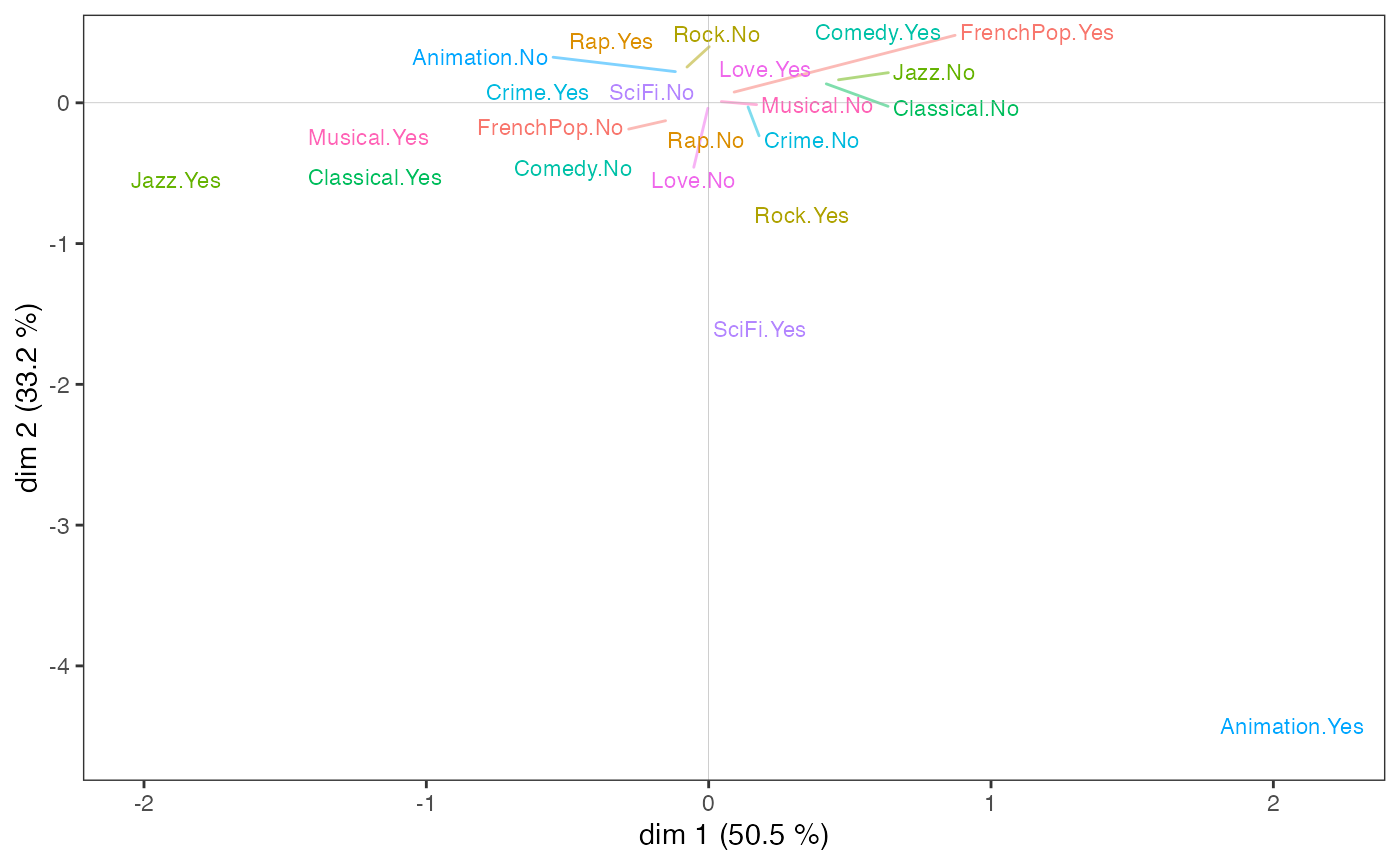 FrenchPop.Yes
Comedy.Yes
Rock.No
Rap.Yes
Animation.No
Love.Yes
Jazz.No
Crime.Yes
SciFi.No
0
Musical.No
Classical.No
FrenchPop.No
Musical.Yes
Rap.No
Crime.No
Comedy.No
Classical.Yes
Jazz.Yes
Love.No
Rock.Yes
-1
SciFi.Yes
-2
-3
-4
Animation.Yes
dim 2 (33.2 %)
-2
-1
0
1
2
dim 1 (50.5 %)